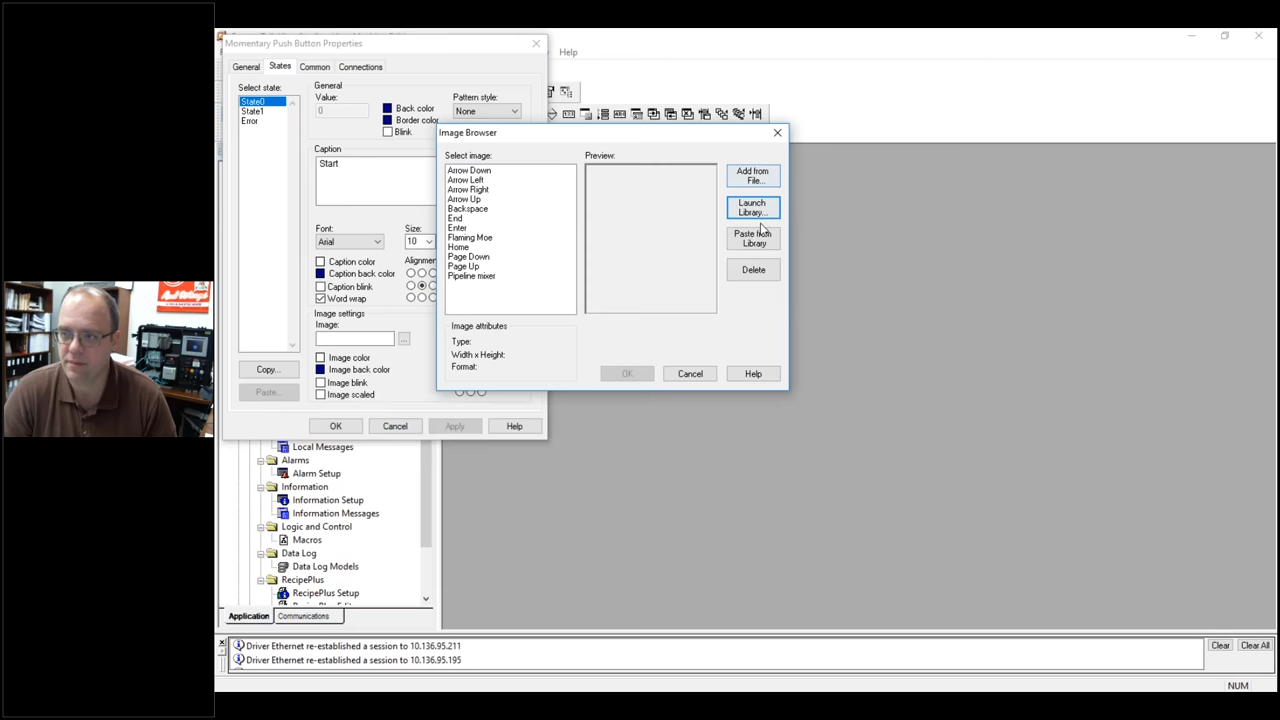 Momentary Push Button Properties
Help
General States Common Connections
Select state:
State0
State1
Error
General
Value:
0
Back color
Border color
Blink
Pattern style:
None
Caption
Start
Font:
Arial
Size:
10
Caption color
Caption back color
Caption blink
Word wrap
Image settings
Image:
...
Image color
Image back color
Image blink
Image scaled
Copy...
Paste...
OK Cancel Apply Help
Image Browser
Select image:
Arrow Down
Arrow Left
Arrow Right
Arrow Up
Backspace
End
Enter
Flaming Moe
Home
Page Down
Page Up
Pipeline mixer
Preview:
Add from File...
Launch Library...
Paste from Library
Delete
Image attributes
Type:
Width x Height:
Format:
OK Cancel Help
Local Messages
Alarms
Alarm Setup
Information
Information Setup
Information Messages
Logic and Control
Macros
Data Log
Data Log Models
RecipePlus
RecipePlus Setup
Application Communications
Driver Ethernet re-established a session to 10.136.95.211
Driver Ethernet re-established a session to 10.136.95.195
Clear Clear All
NUM